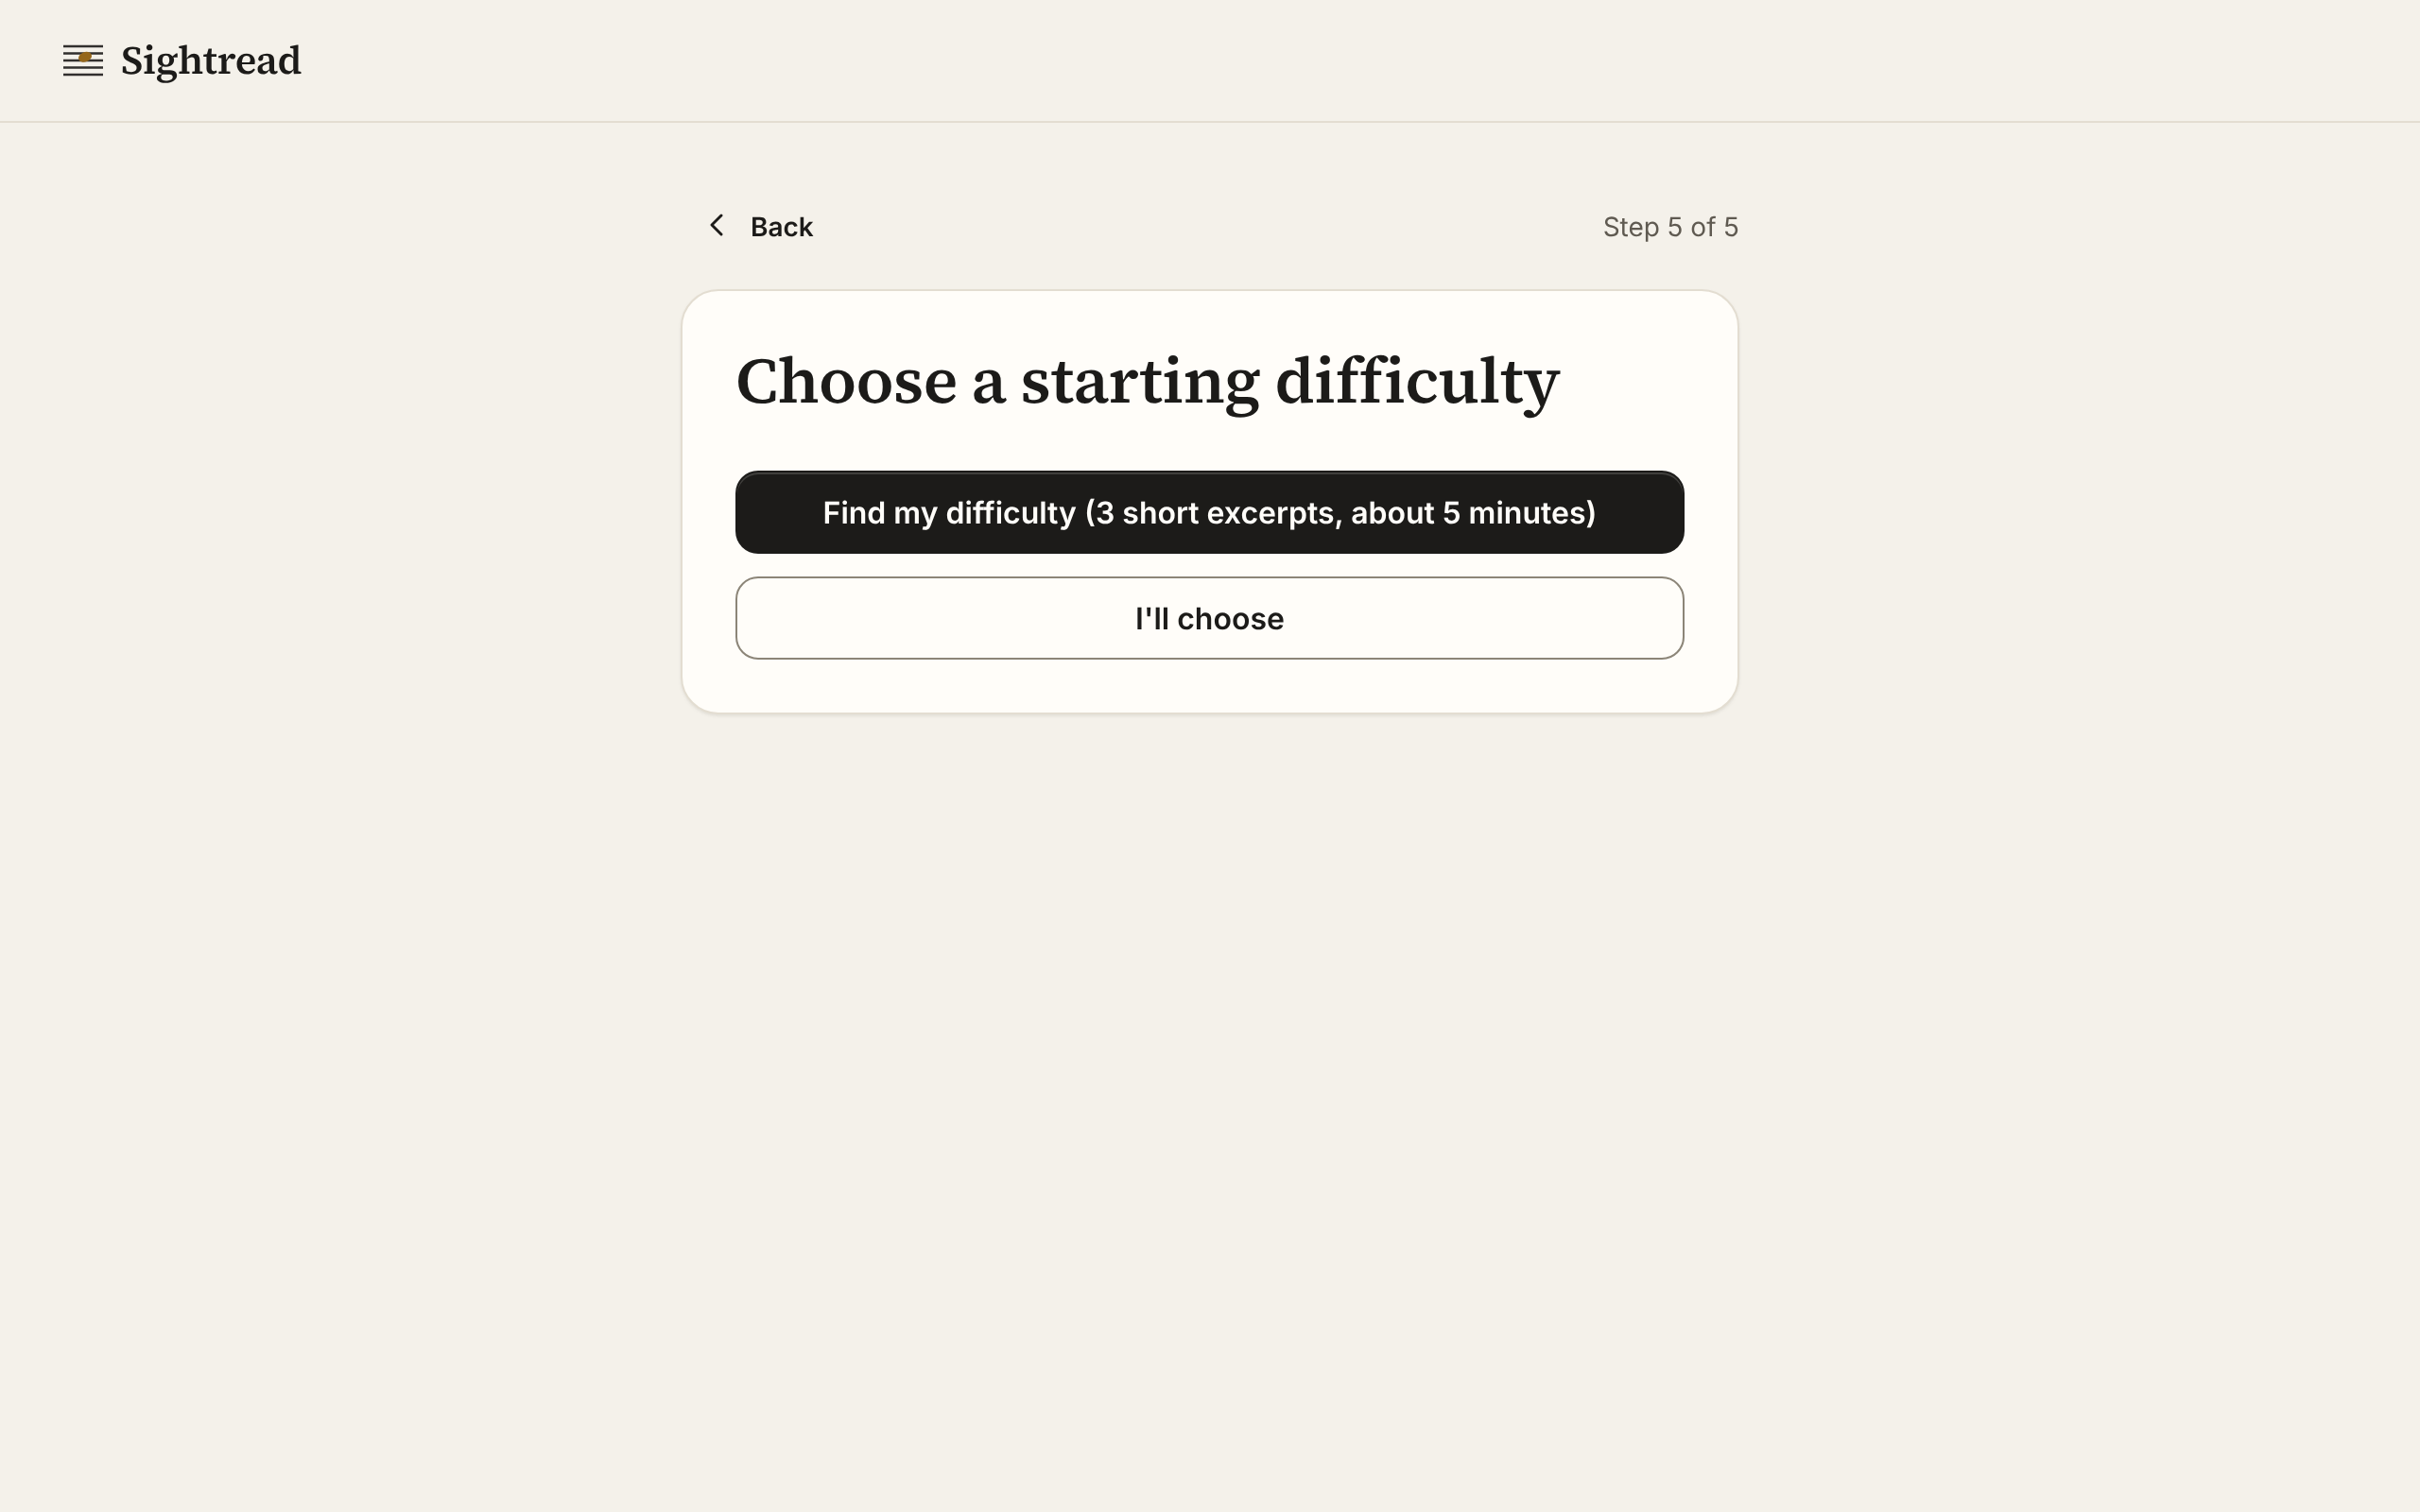 Sightread
Back
Step 5 of 5
Choose a starting difficulty
Find my difficulty (3 short excerpts, about 5 minutes)
I'll choose